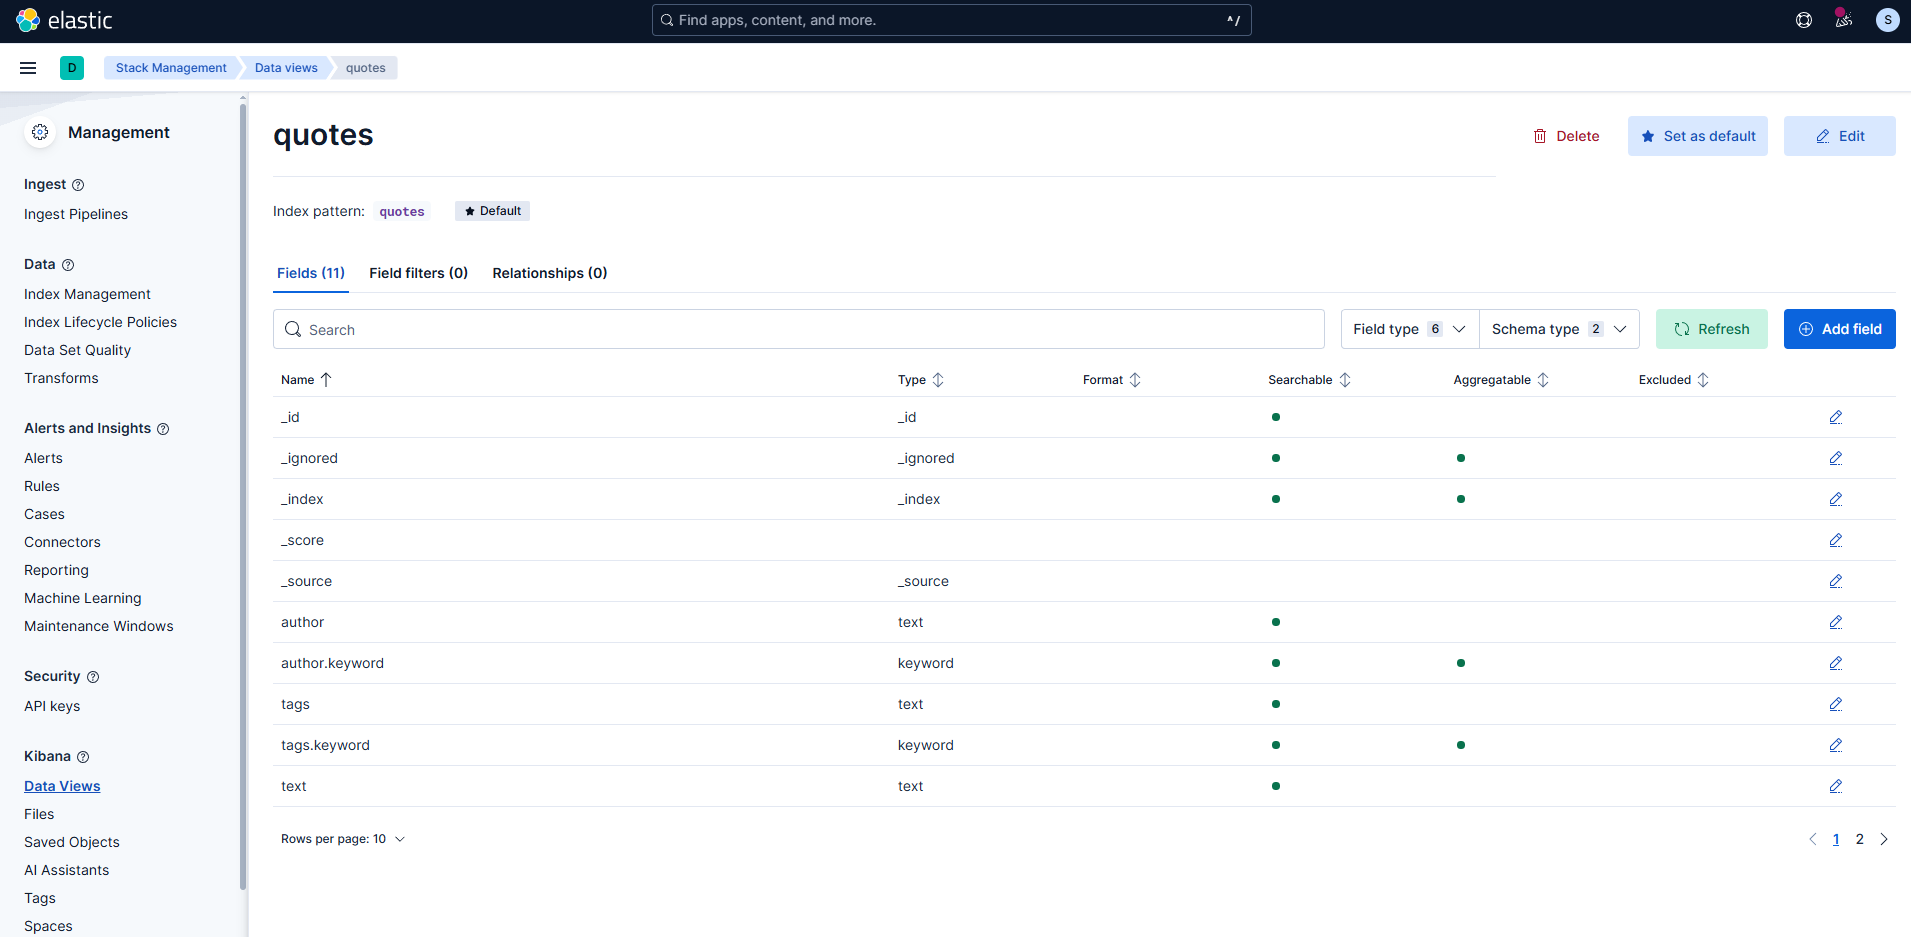 elastic
Find apps, content, and more.
^/
S
D
Stack Management
Data views
quotes
Management
Ingest
Ingest Pipelines
Data
Index Management
Index Lifecycle Policies
Data Set Quality
Transforms
Alerts and Insights
Alerts
Rules
Cases
Connectors
Reporting
Machine Learning
Maintenance Windows
Security
API keys
Kibana
Data Views
Files
Saved Objects
AI Assistants
Tags
Spaces
quotes
Delete
Set as default
Edit
Index pattern: quotes Default
Fields (11) Field filters (0) Relationships (0)
Search
Field type 6
Schema type 2
Refresh
Add field
Name Type Format Searchable Aggregatable Excluded
_id _id
_ignored _ignored
_index _index
_score
_source _source
author text
author.keyword keyword
tags text
tags.keyword keyword
text text
Rows per page: 10
1 2